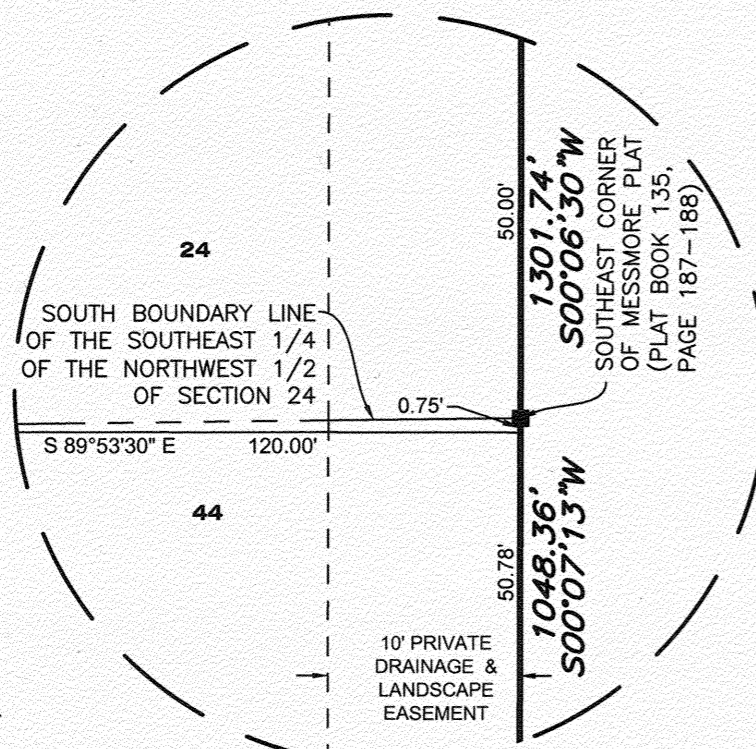 24
SOUTH BOUNDARY LINE
OF THE SOUTHEAST 1/4
OF THE NORTHWEST 1/2
OF SECTION 24
0.75'
S 89°53'30" E 120.00'
44
50.00'
1301.74'
S00°06'30"W
SOUTHEAST CORNER
OF MESSMORE PLAT
(PLAT BOOK 135,
PAGE 187-188)
50.78'
1048.36'
S00°07'13"W
10' PRIVATE
DRAINAGE &
LANDSCAPE
EASEMENT